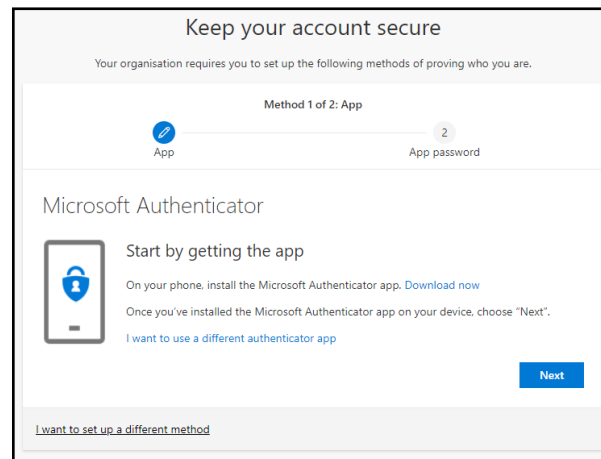 Keep your account secure
Your organisation requires you to set up the following methods of proving who you are.
Method 1 of 2: App
2
App
App password
Microsoft Authenticator
Start by getting the app
On your phone, install the Microsoft Authenticator app. Download now
Once you've installed the Microsoft Authenticator app on your device, choose "Next".
I want to use a different authenticator app
Next
I want to set up a different method